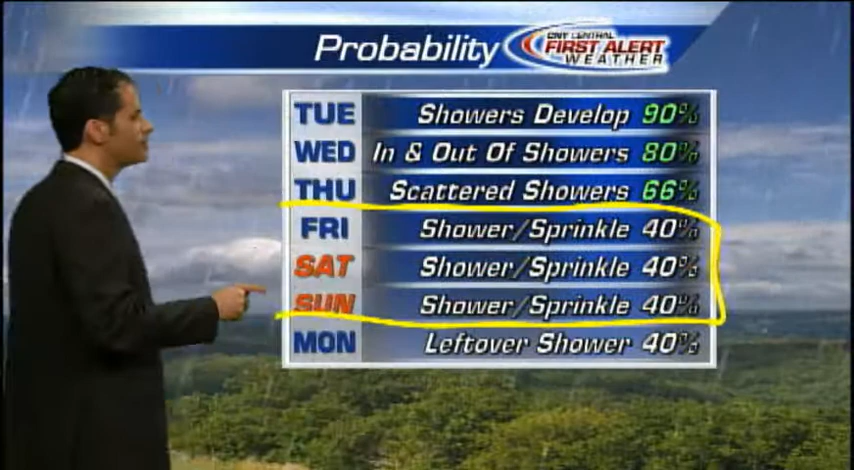 Probability
CNY CENTRAL
FIRST ALERT
WEATHER
TUE Showers Develop 90%
WED In & Out Of Showers 80%
THU Scattered Showers 66%
FRI Shower/Sprinkle 40%
SAT Shower/Sprinkle 40%
SUN Shower/Sprinkle 40%
MON Leftover Shower 40%